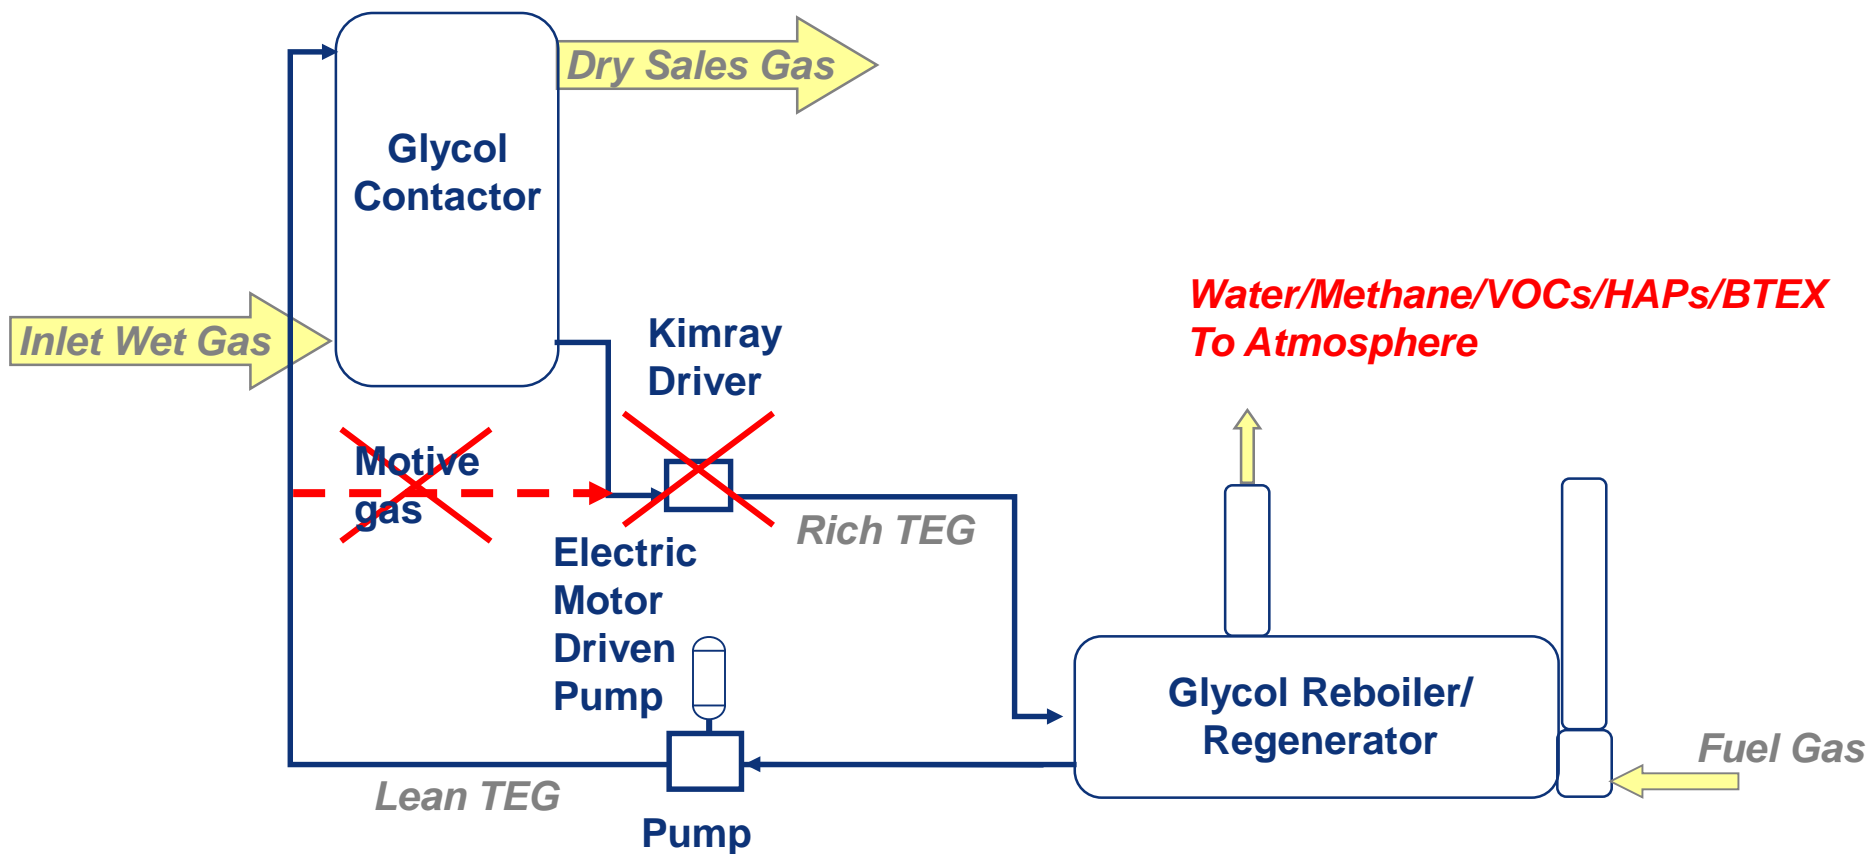 Dry Sales Gas
Glycol
Contactor
Inlet Wet Gas
Kimray
Driver
Water/Methane/VOCs/HAPs/BTEX
To Atmosphere
Motive
gas
Rich TEG
Electric
Motor
Driven
Pump
Glycol Reboiler/
Regenerator
Fuel Gas
Lean TEG
Pump